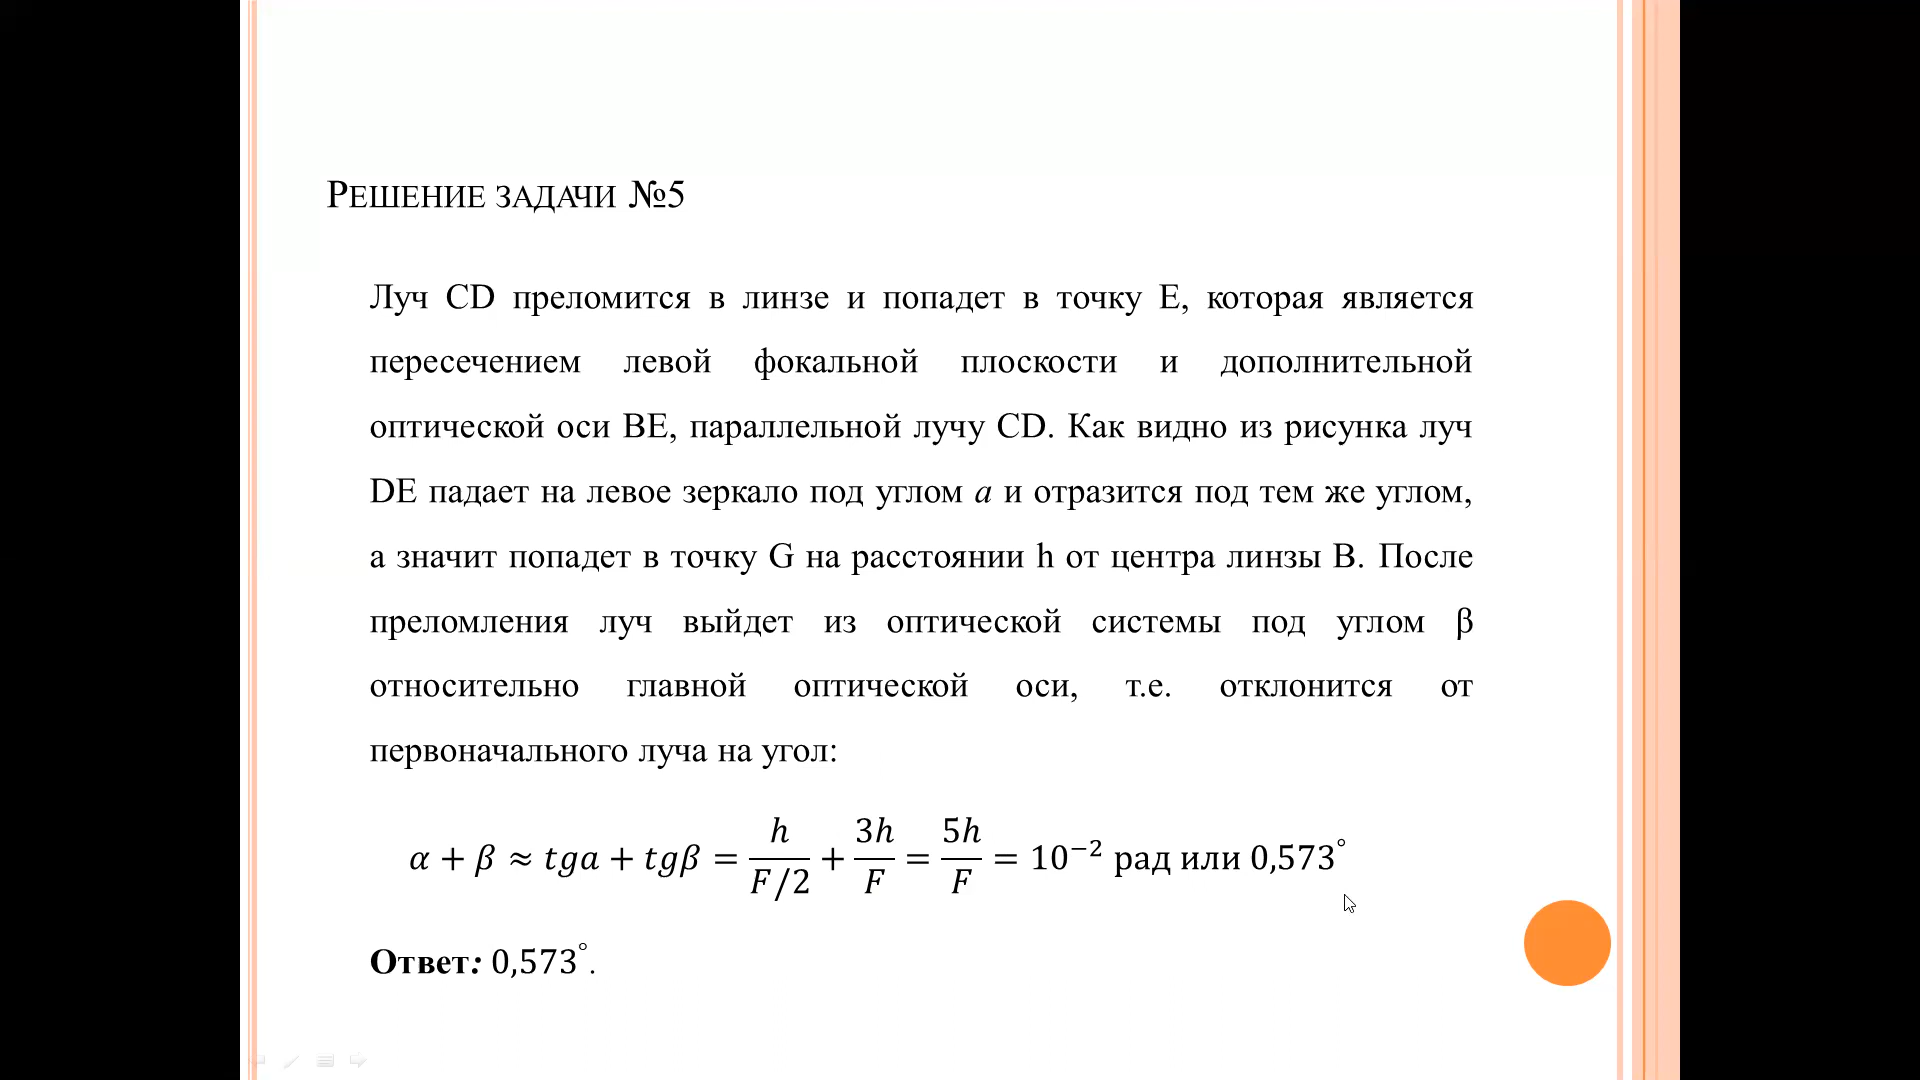 Решение задачи №5
Луч CD преломится в линзе и попадет в точку E, которая является
пересечением левой фокальной плоскости и дополнительной
оптической оси BE, параллельной лучу CD. Как видно из рисунка луч
DE падает на левое зеркало под углом a и отразится под тем же углом,
а значит попадет в точку G на расстоянии h от центра линзы B. После
преломления луч выйдет из оптической системы под углом β
относительно главной оптической оси, т.е. отклонится от
первоначального луча на угол:
α + β ≈ tga + tgβ = h/(F/2) + 3h/F = 5h/F = 10⁻² рад или 0,573°
Ответ: 0,573°.